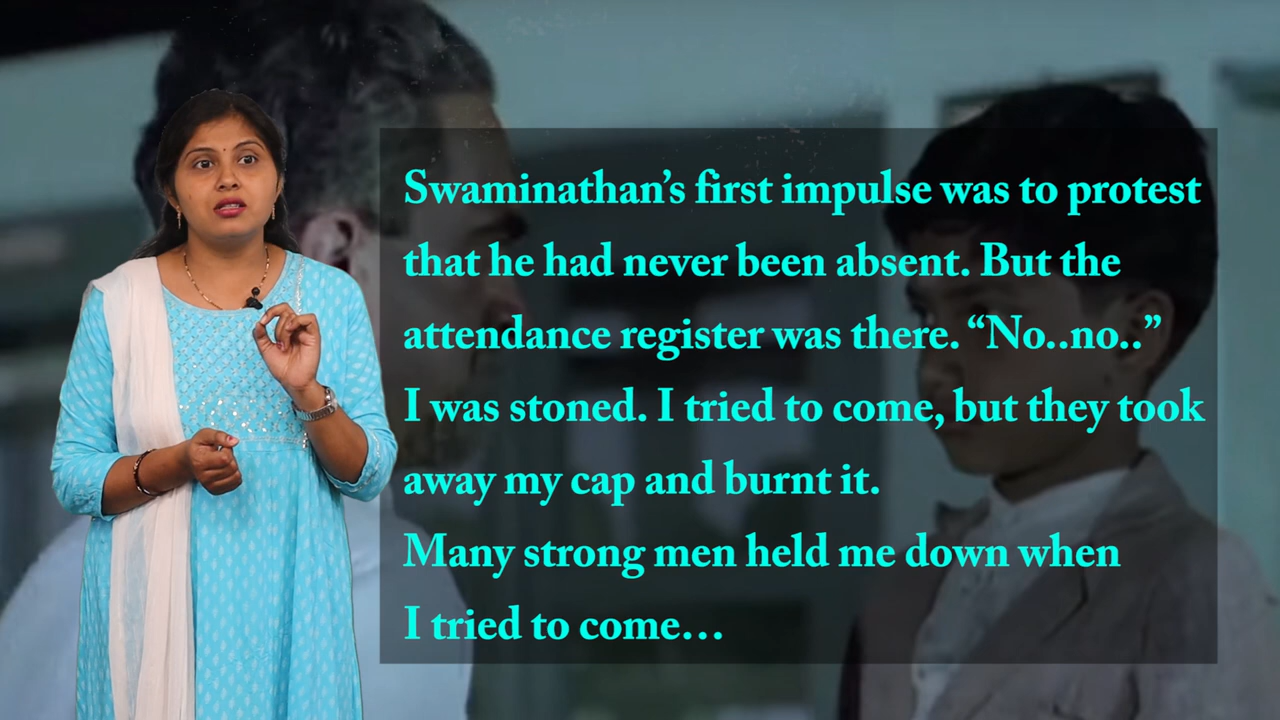 Swaminathan’s first impulse was to protest
that he had never been absent. But the
attendance register was there. “No..no..”
I was stoned. I tried to come, but they took
away my cap and burnt it.
Many strong men held me down when
I tried to come…